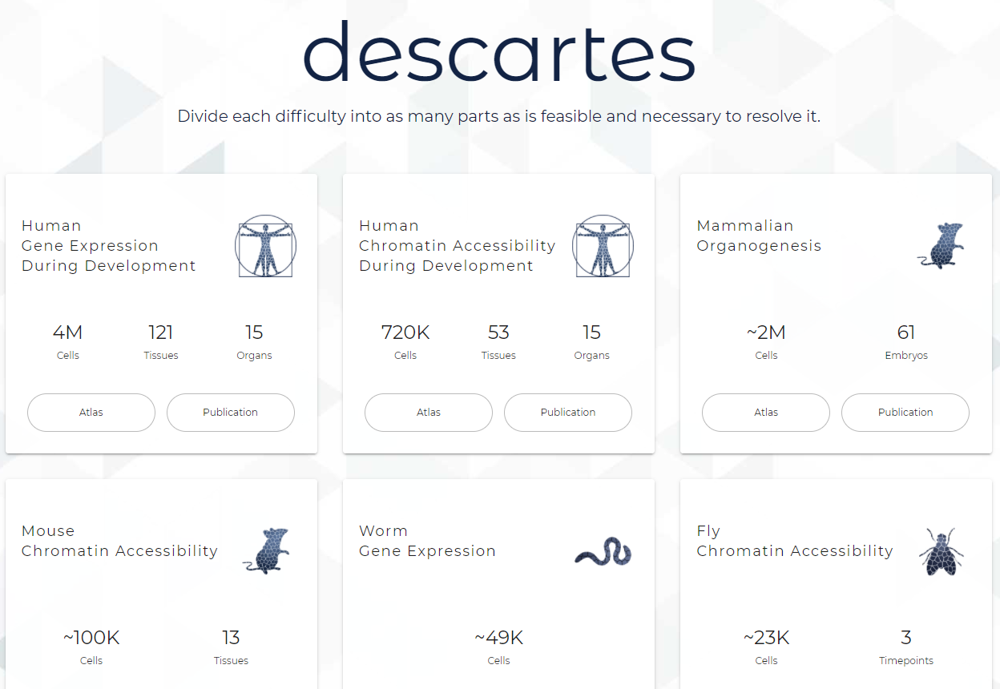 descartes
Divide each difficulty into as many parts as is feasible and necessary to resolve it.
Human
Gene Expression
During Development
4M
121
15
Cells
Tissues
Organs
Atlas
Publication
Human
Chromatin Accessibility
During Development
720K
53
15
Cells
Tissues
Organs
Atlas
Publication
Mammalian
Organogenesis
~2M
61
Cells
Embryos
Atlas
Publication
Mouse
Chromatin Accessibility
~100K
13
Cells
Tissues
Worm
Gene Expression
~49K
Cells
Fly
Chromatin Accessibility
~23K
3
Cells
Timepoints